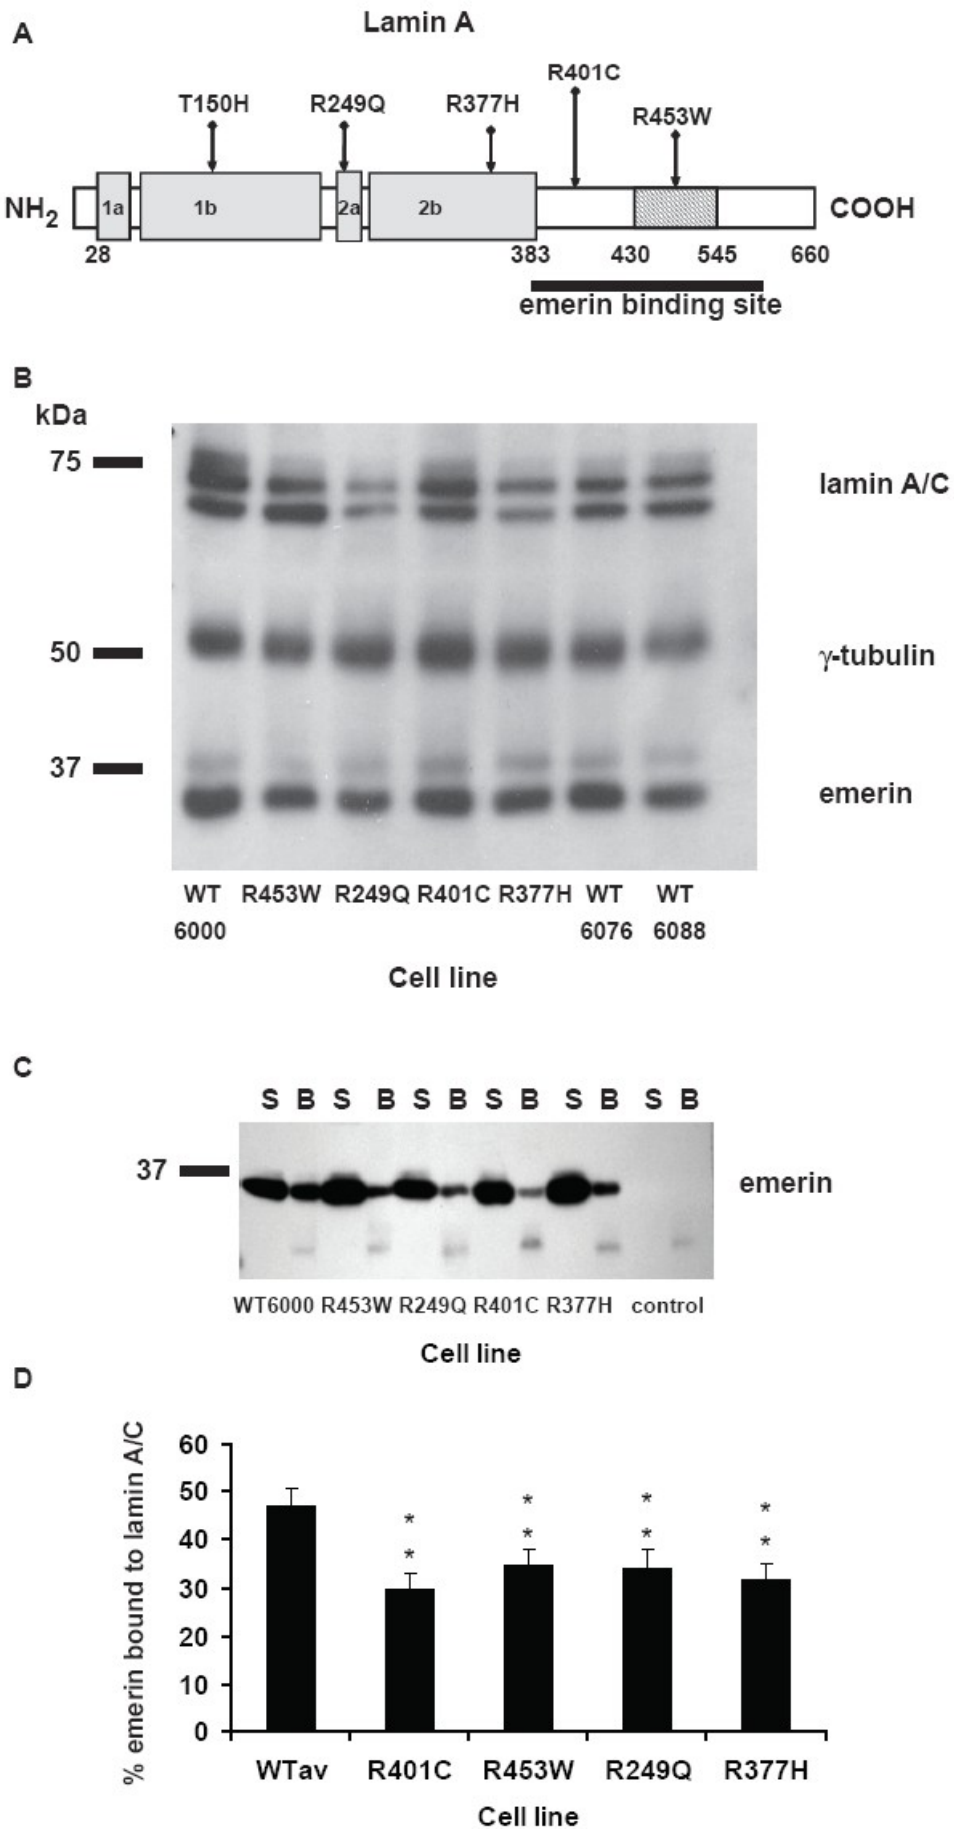 A
Lamin A
R401C
T150H R249Q R377H
R453W
NH2 1a 1b 2a 2b COOH
28 383 430 545 660
emerin binding site
B
kDa
75
lamin A/C
50
γ-tubulin
37
emerin
WT R453W R249Q R401C R377H WT WT
6000 6076 6088
Cell line
C
S B S B S B S B S B S B
37
emerin
WT6000 R453W R249Q R401C R377H control
Cell line
D
% emerin bound to lamin A/C
60
50
40
30
20
10
0
* * * *
* * * *
WTav R401C R453W R249Q R377H
Cell line